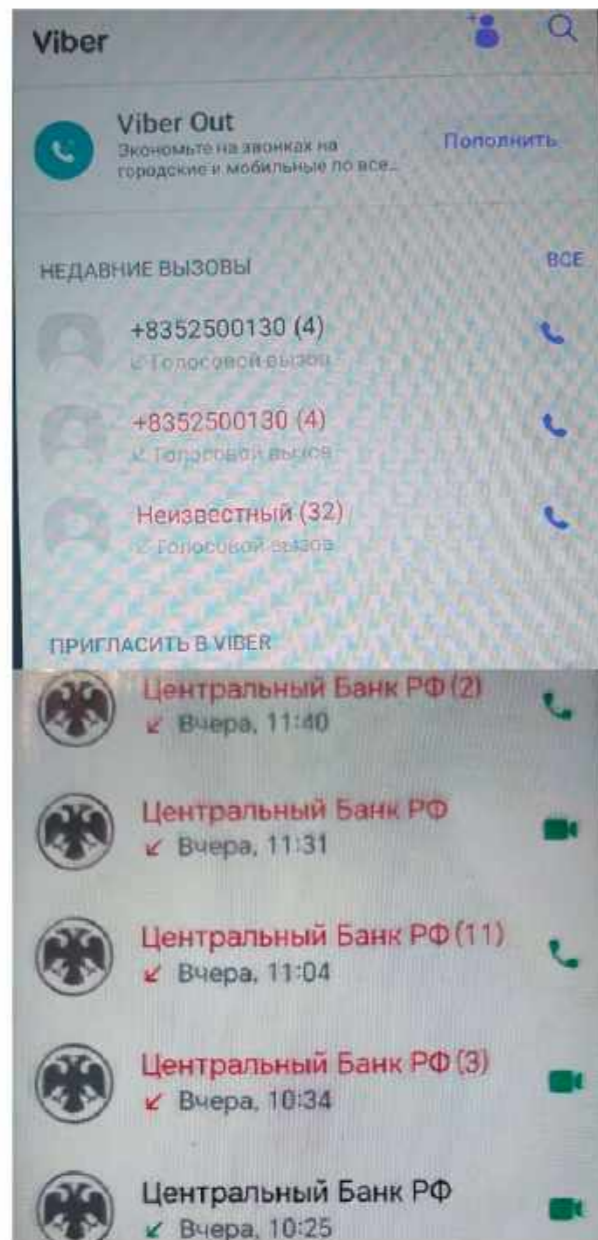 Viber
Viber Out
Экономьте на звонках на
городские и мобильные по все...
Пополнить
НЕДАВНИЕ ВЫЗОВЫ
ВСЕ
+8352500130 (4)
Голосовой вызов
+8352500130 (4)
Голосовой вызов
Неизвестный (32)
Голосовой вызов
ПРИГЛАСИТЬ В VIBER
Центральный Банк РФ (2)
Вчера, 11:40
Центральный Банк РФ
Вчера, 11:31
Центральный Банк РФ (11)
Вчера, 11:04
Центральный Банк РФ (3)
Вчера, 10:34
Центральный Банк РФ
Вчера, 10:25